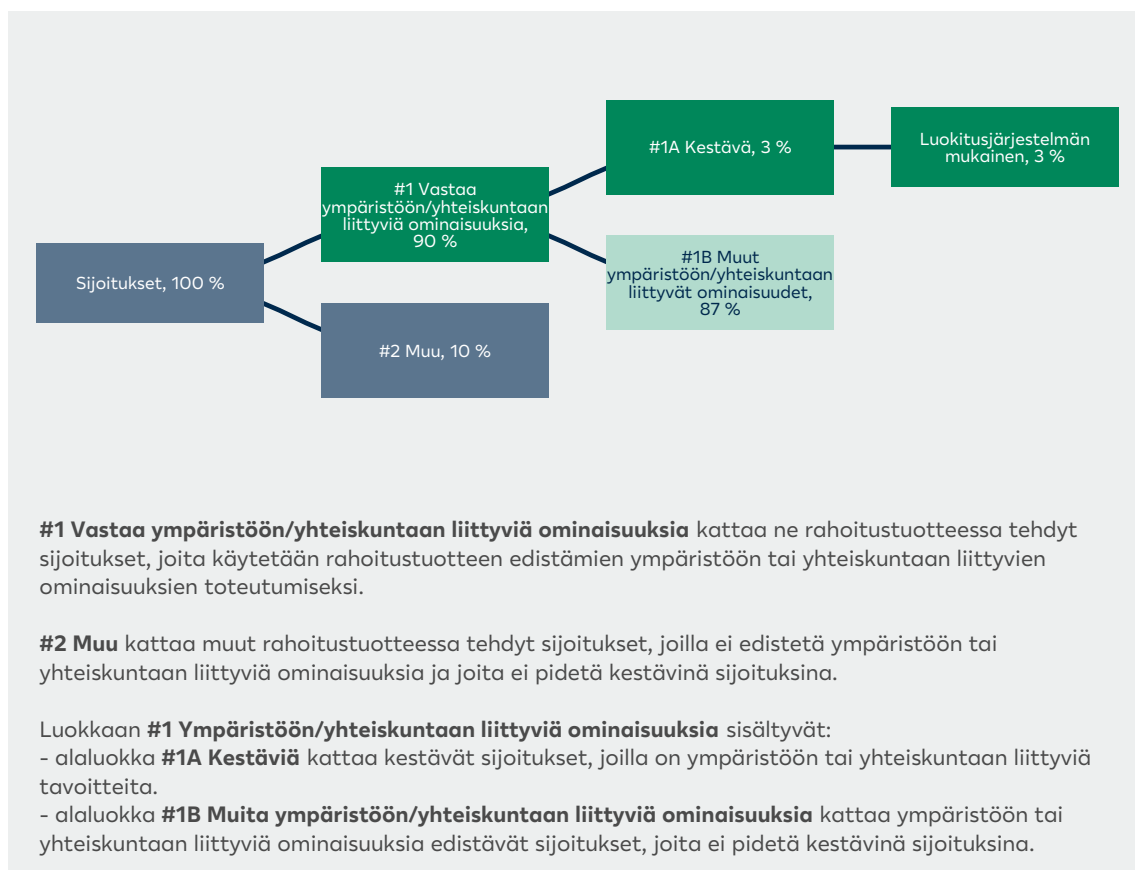 #1A Kestävä, 3 %
Luokitusjärjestelmän
mukainen, 3 %
#1 Vastaa
ympäristöön/yhteiskuntaan
liittyviä ominaisuuksia,
90 %
Sijoitukset, 100 %
#1B Muut
ympäristöön/yhteiskuntaan
liittyvät ominaisuudet,
87 %
#2 Muu, 10 %
#1 Vastaa ympäristöön/yhteiskuntaan liittyviä ominaisuuksia kattaa ne rahoitustuotteessa tehdyt
sijoitukset, joita käytetään rahoitustuotteen edistämien ympäristöön tai yhteiskuntaan liittyvien
ominaisuuksien toteutumiseksi.
#2 Muu kattaa muut rahoitustuotteessa tehdyt sijoitukset, joilla ei edistetä ympäristöön tai
yhteiskuntaan liittyviä ominaisuuksia ja joita ei pidetä kestävinä sijoituksina.
Luokkaan #1 Ympäristöön/yhteiskuntaan liittyviä ominaisuuksia sisältyvät:
- alaluokka #1A Kestäviä kattaa kestävät sijoitukset, joilla on ympäristöön tai yhteiskuntaan liittyviä
tavoitteita.
- alaluokka #1B Muita ympäristöön/yhteiskuntaan liittyviä ominaisuuksia kattaa ympäristöön tai
yhteiskuntaan liittyviä ominaisuuksia edistävät sijoitukset, joita ei pidetä kestävinä sijoituksina.